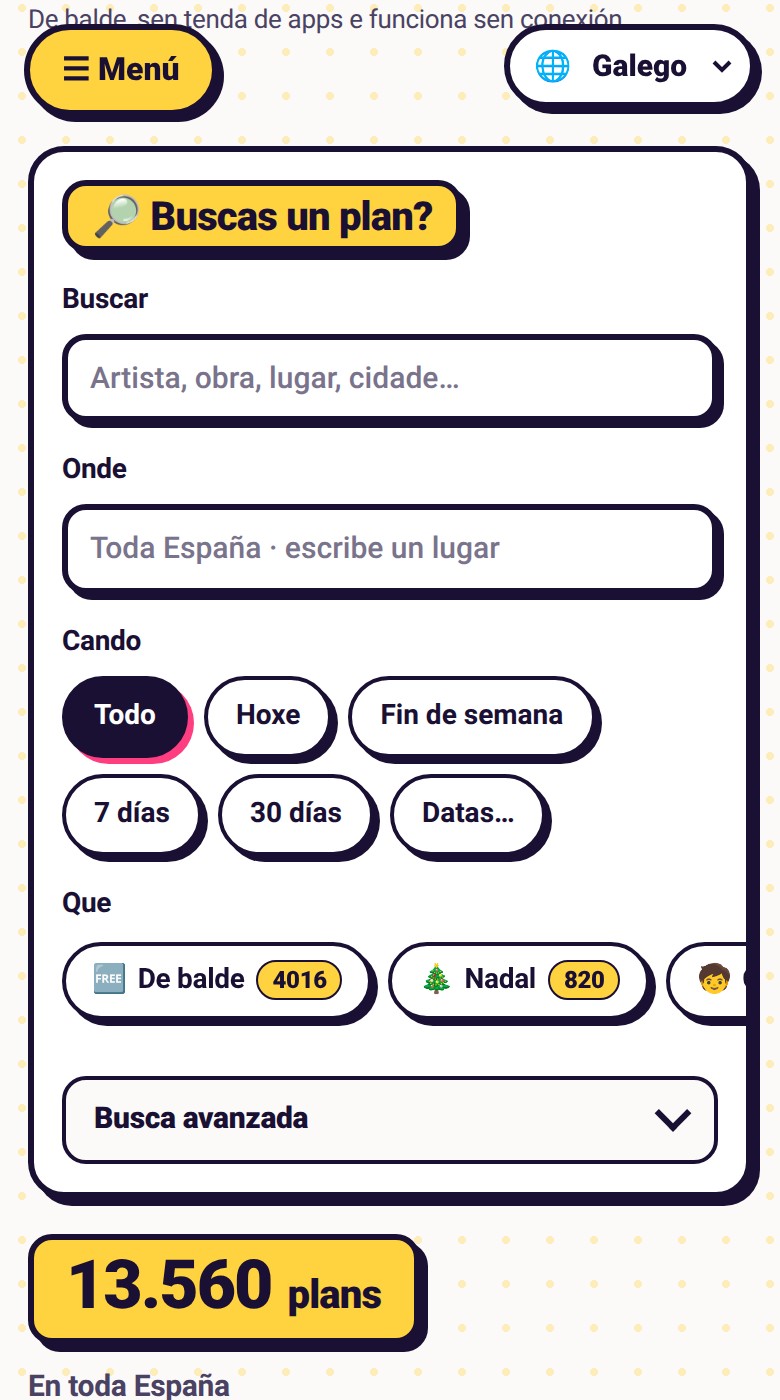 De balde, sen tenda de apps e funciona sen conexión
☰ Menú
Galego
Buscas un plan?
Buscar
Artista, obra, lugar, cidade…
Onde
Toda España · escribe un lugar
Cando
Todo
Hoxe
Fin de semana
7 días
30 días
Datas…
Que
FREE De balde 4016
Nadal 820
Busca avanzada
13.560 plans
En toda España